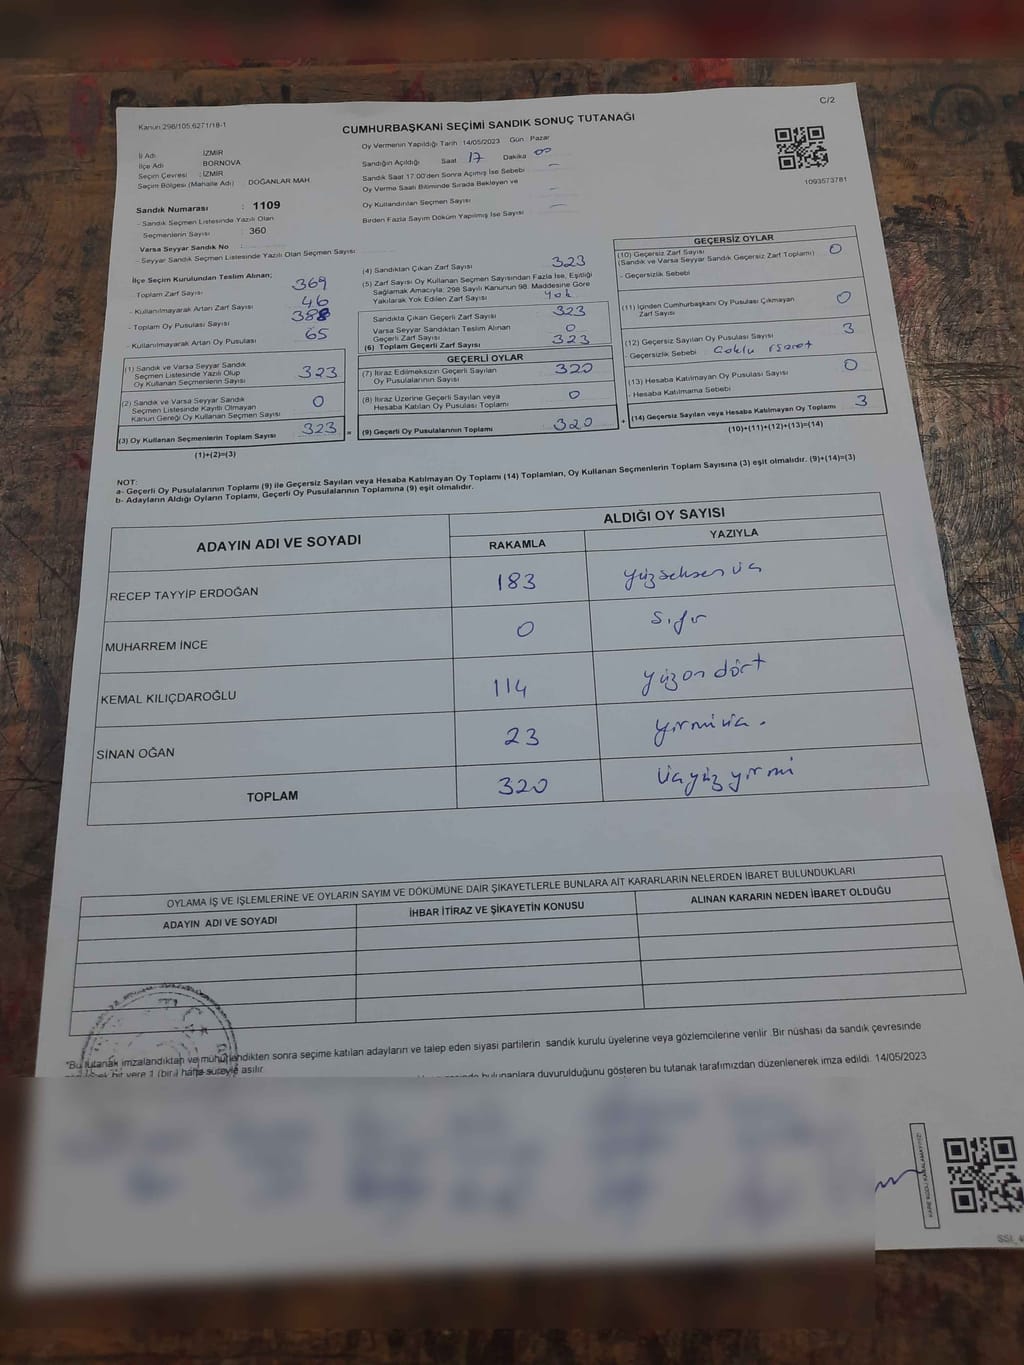 C/2
Kanun:298/105,6271/18-1
CUMHURBAŞKANI SEÇİMİ SANDIK SONUÇ TUTANAĞI
1093573781
İl Adı : İZMİR
İlçe Adı : BORNOVA
Seçim Çevresi : İZMİR
Seçim Bölgesi (Mahalle Adı) : DOĞANLAR MAH
Sandık Numarası : 1109
- Sandık Seçmen Listesinde Yazılı Olan
Seçmenlerin Sayısı : 360
Varsa Seyyar Sandık No :
- Seyyar Sandık Seçmen Listesinde Yazılı Olan Seçmen Sayısı
Oy Vermenin Yapıldığı Tarih 14/05/2023 Gün : Pazar
Sandığın Açıldığı Saat 17 Dakika 00
Sandık Saat 17:00'den Sonra Açılmış İse Sebebi –
Oy Verme Saati Bitiminde Sırada Bekleyen ve
Oy Kullandırılan Seçmen Sayısı –
Birden Fazla Sayım Döküm Yapılmış İse Sayısı –
İlçe Seçim Kurulundan Teslim Alınan;
- Toplam Zarf Sayısı 369
- Kullanılmayarak Artan Zarf Sayısı 46
- Toplam Oy Pusulası Sayısı 388
- Kullanılmayarak Artan Oy Pusulası 65
(1) Sandık ve Varsa Seyyar Sandık
Seçmen Listesinde Yazılı Olup
Oy Kullanan Seçmenlerin Sayısı 323
(2) Sandık ve Varsa Seyyar Sandık
Seçmen Listesinde Kayıtlı Olmayan
Kanun Gereği Oy Kullanan Seçmen Sayısı 0
(3) Oy Kullanan Seçmenlerin Toplam Sayısı 323
(1)+(2)=(3)
(4) Sandıktan Çıkan Zarf Sayısı 323
(5) Zarf Sayısı Oy Kullanan Seçmen Sayısından Fazla İse, Eşitliği
Sağlamak Amacıyla; 298 Sayılı Kanunun 98. Maddesine Göre
Yakılarak Yok Edilen Zarf Sayısı Yok
Sandıkta Çıkan Geçerli Zarf Sayısı 323
Varsa Seyyar Sandıktan Teslim Alınan
Geçerli Zarf Sayısı 0
(6) Toplam Geçerli Zarf Sayısı 323
GEÇERLİ OYLAR
(7) İtiraz Edilmeksizin Geçerli Sayılan
Oy Pusulalarının Sayısı 320
(8) İtiraz Üzerine Geçerli Sayılan veya
Hesaba Katılan Oy Pusulası Toplamı 0
= (9) Geçerli Oy Pusulalarının Toplamı 320
GEÇERSİZ OYLAR
(10) Geçersiz Zarf Sayısı
(Sandık ve Varsa Seyyar Sandık Geçersiz Zarf Toplamı) 0
- Geçersizlik Sebebi
(11) İçinden Cumhurbaşkanı Oy Pusulası Çıkmayan
Zarf Sayısı 0
(12) Geçersiz Sayılan Oy Pusulası Sayısı 3
- Geçersizlik Sebebi : Çoklu işaret
(13) Hesaba Katılmayan Oy Pusulası Sayısı 0
- Hesaba Katılmama Sebebi
+ (14) Geçersiz Sayılan veya Hesaba Katılmayan Oy Toplamı 3
(10)+(11)+(12)+(13)=(14)
NOT:
a- Geçerli Oy Pusulalarının Toplamı (9) ile Geçersiz Sayılan veya Hesaba Katılmayan Oy Toplamı (14) Toplamları, Oy Kullanan Seçmenlerin Toplam Sayısına (3) eşit olmalıdır. (9)+(14)=(3)
b- Adayların Aldığı Oyların Toplamı, Geçerli Oy Pusulalarının Toplamına (9) eşit olmalıdır.
ADAYIN ADI VE SOYADI ALDIĞI OY SAYISI
RAKAMLA YAZIYLA
RECEP TAYYİP ERDOĞAN 183 yüzseksenüç
MUHARREM İNCE 0 sıfır
KEMAL KILIÇDAROĞLU 114 yüzondört
SİNAN OĞAN 23 yirmiüç.
TOPLAM 320 üçyüzyirmi
OYLAMA İŞ VE İŞLEMLERİNE VE OYLARIN SAYIM VE DÖKÜMÜNE DAİR ŞİKAYETLERLE BUNLARA AİT KARARLARIN NELERDEN İBARET BULUNDUKLARI
ADAYIN ADI VE SOYADI İHBAR İTİRAZ VE ŞİKAYETİN KONUSU ALINAN KARARIN NEDEN İBARET OLDUĞU
*Bu tutanak imzalandıktan ve mühürlendikten sonra seçime katılan adayların ve talep eden siyasi partilerin sandık kurulu üyelerine veya gözlemcilerine verilir. Bir nüshası da sandık çevresinde
bir yere 1 (bir) hafta süreyle asılır.
bulunanlara duyurulduğunu gösteren bu tutanak tarafımızdan düzenlenerek imza edildi. 14/05/2023
KARE KODU KARALAMAYINIZ!